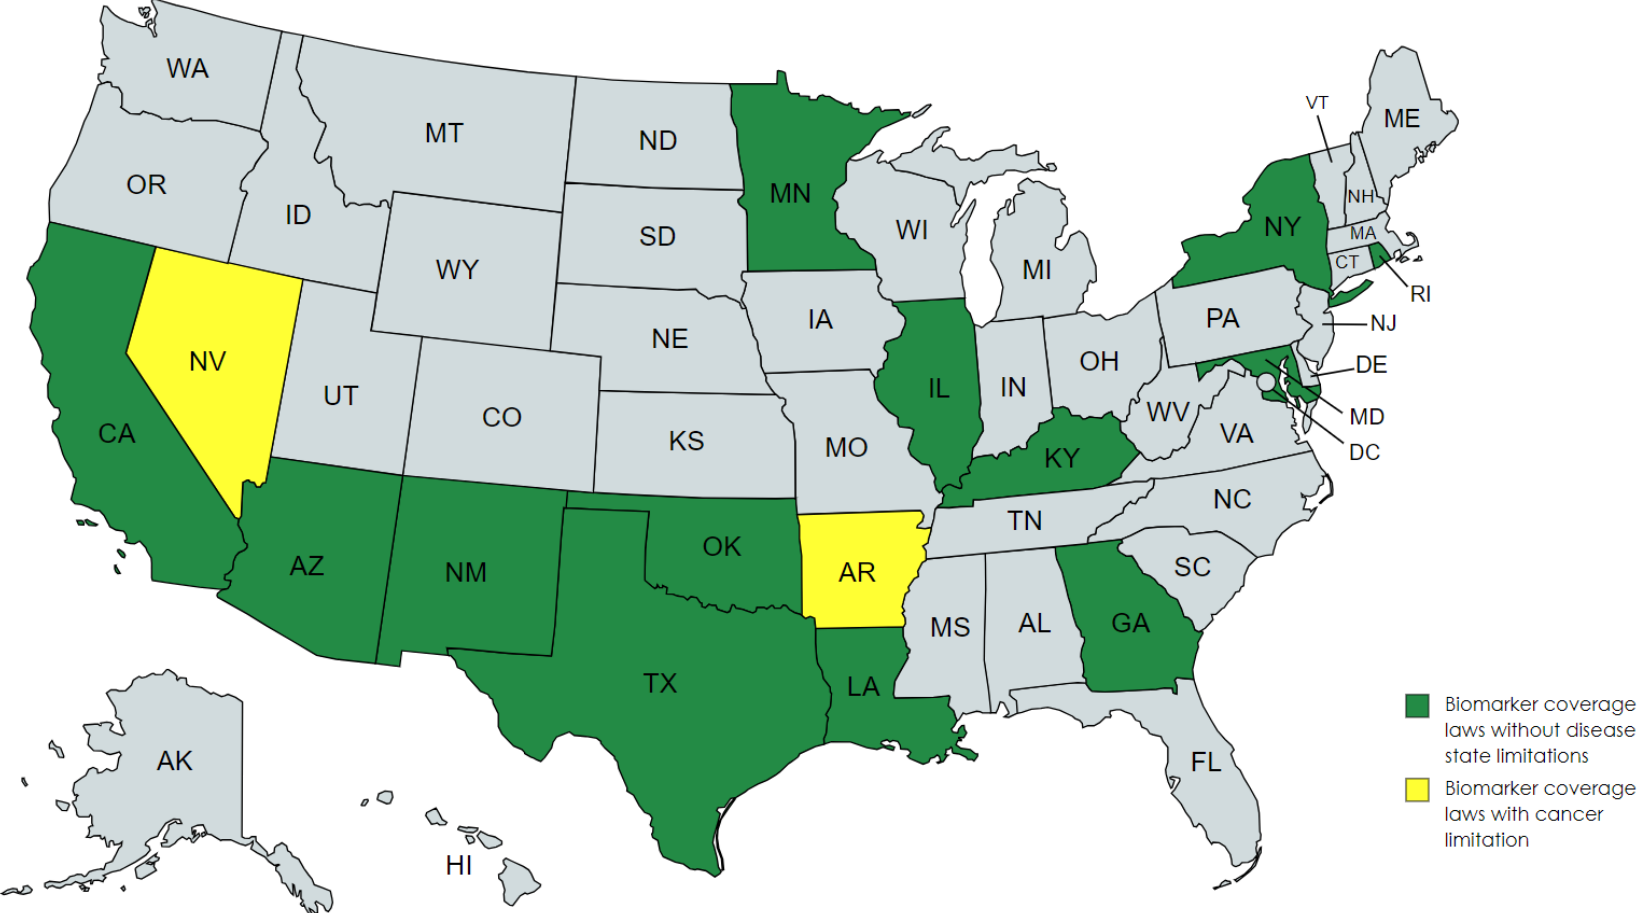 WA
MT
ND
MN
VT
ME
OR
ID
SD
WI
NH
NY
MA
CT
WY
MI
RI
IA
PA
NJ
NE
NV
UT
IL
IN
OH
DE
CO
WV
MD
CA
KS
MO
VA
DC
KY
NC
TN
AZ
NM
OK
AR
SC
MS
AL
GA
TX
LA
AK
FL
HI
Biomarker coverage
laws without disease
state limitations
Biomarker coverage
laws with cancer
limitation